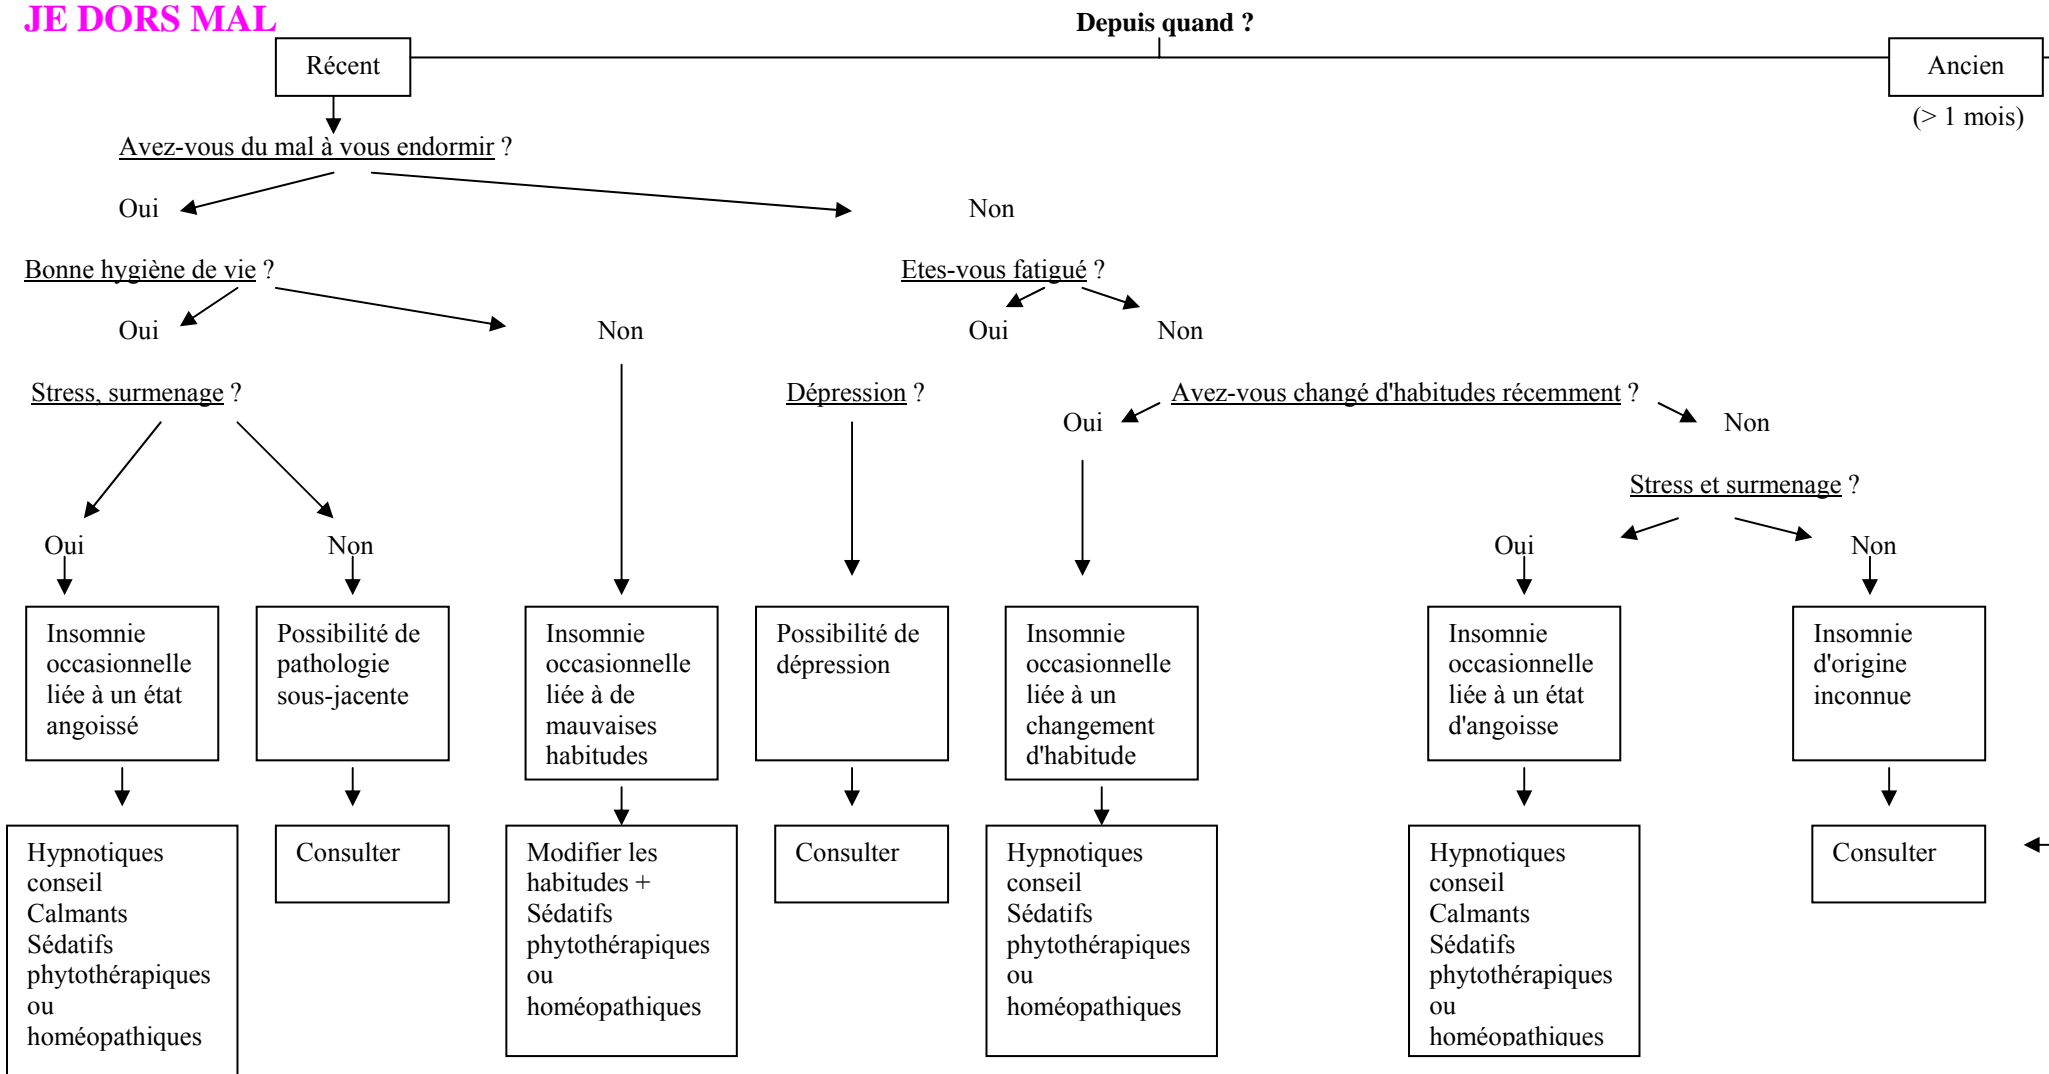 JE DORS MAL
Depuis quand ?
Récent
Ancien
(> 1 mois)
Avez-vous du mal à vous endormir ?
Oui
Non
Bonne hygiène de vie ?
Etes-vous fatigué ?
Oui
Non
Oui
Non
Stress, surmenage ?
Dépression ?
Avez-vous changé d'habitudes récemment ?
Oui
Non
Stress et surmenage ?
Oui
Non
Oui
Non
Insomnie
occasionnelle
liée à un état
angoissé
Possibilité de
pathologie
sous-jacente
Insomnie
occasionnelle
liée à de
mauvaises
habitudes
Possibilité de
dépression
Insomnie
occasionnelle
liée à un
changement
d'habitude
Insomnie
occasionnelle
liée à un état
d'angoisse
Insomnie
d'origine
inconnue
Hypnotiques
conseil
Calmants
Sédatifs
phytothérapiques
ou
homéopathiques
Consulter
Modifier les
habitudes +
Sédatifs
phytothérapiques
ou
homéopathiques
Consulter
Hypnotiques
conseil
Sédatifs
phytothérapiques
ou
homéopathiques
Hypnotiques
conseil
Calmants
Sédatifs
phytothérapiques
ou
homéopathiques
Consulter